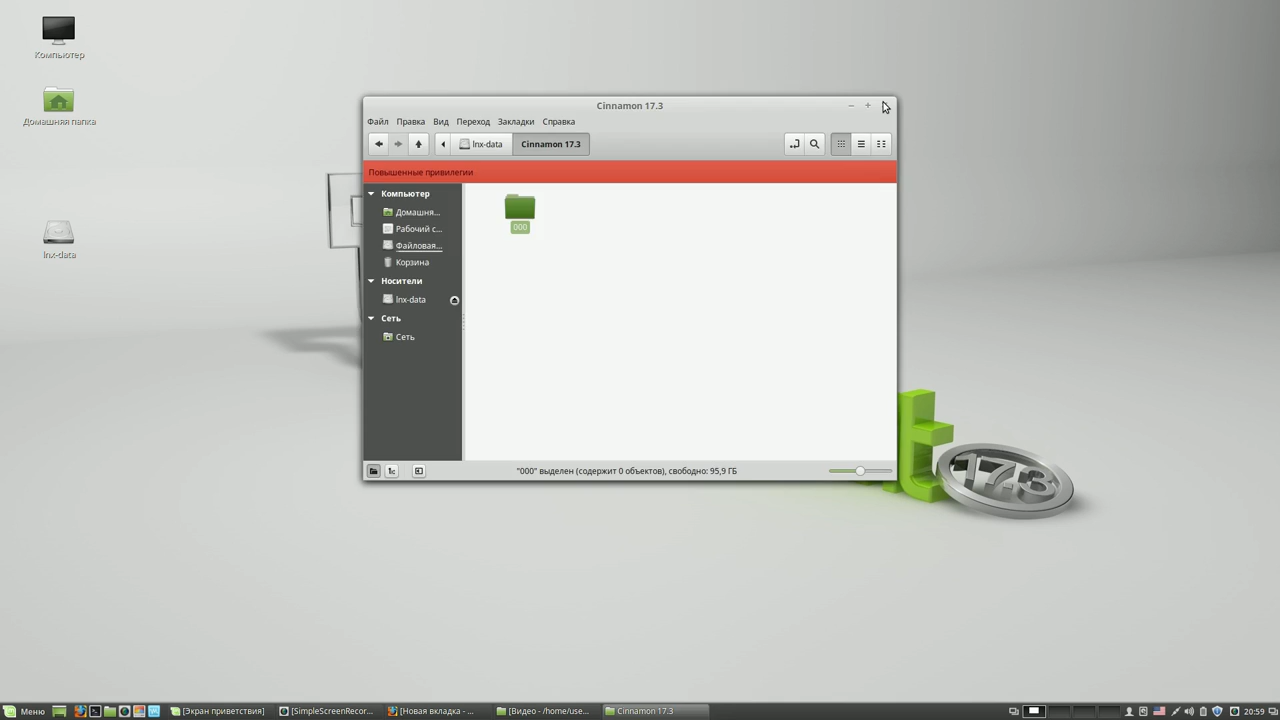 Компьютер
Домашняя папка
lnx-data
Cinnamon 17.3
Файл Правка Вид Переход Закладки Справка
lnx-data Cinnamon 17.3
Повышенные привилегии
Компьютер
Домашня...
Рабочий с...
Файловая...
Корзина
Носители
lnx-data
Сеть
Сеть
000
"000" выделен (содержит 0 объектов), свободно: 95,9 ГБ
17.3
Меню [Экран приветствия] [SimpleScreenRecor... [Новая вкладка - ... [Видео - /home/use... Cinnamon 17.3 20:59